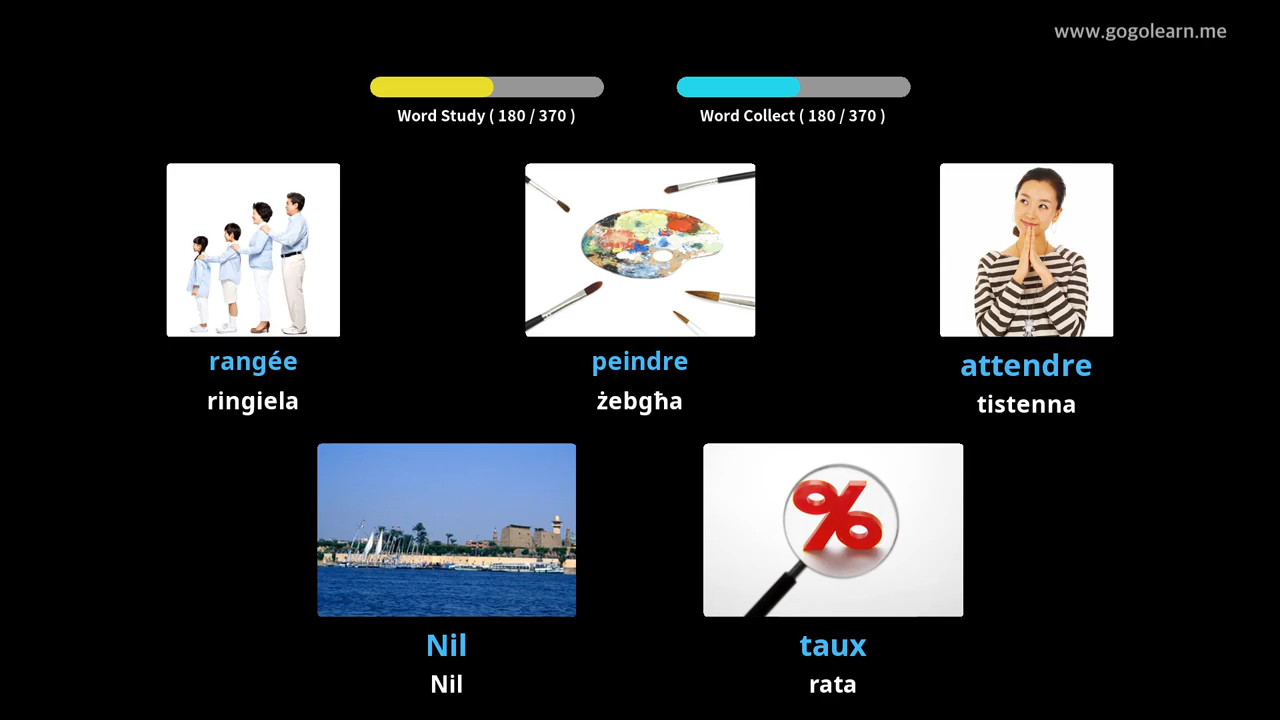 www.gogolearn.me
Word Study ( 180 / 370 )
Word Collect ( 180 / 370 )
rangée
ringiela
peindre
żebgħa
attendre
tistenna
Nil
Nil
taux
rata